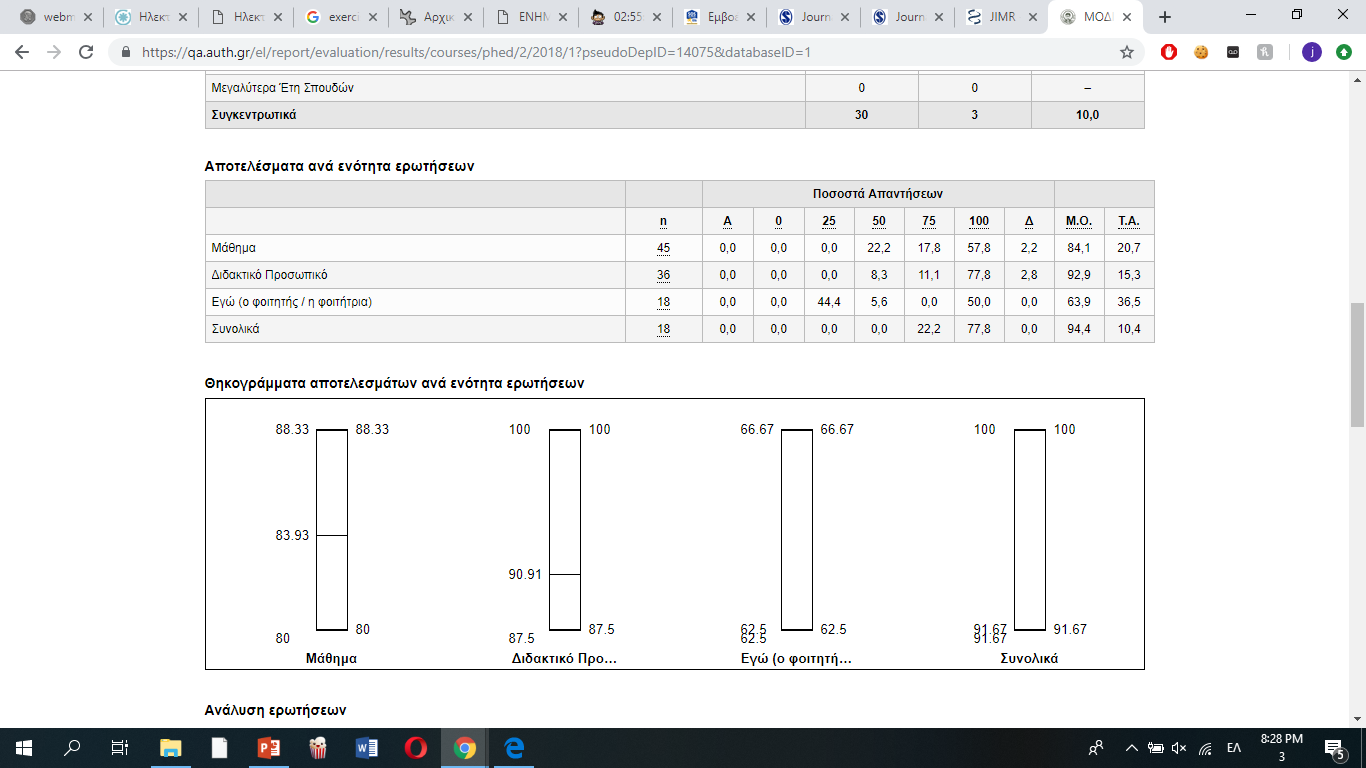 webm
Ηλεκτ
Ηλεκτ
exerci
Αρχικ
ΕΝΗΜ
02:55
Εμβοε
Journ
Journ
JIMR
ΜΟΔΙ
https://qa.auth.gr/el/report/evaluation/results/courses/phed/2/2018/1?pseudoDepID=14075&databaseID=1
Μεγαλύτερα Έτη Σπουδών 0 0 –
Συγκεντρωτικά 30 3 10,0
Αποτελέσματα ανά ενότητα ερωτήσεων
Ποσοστά Απαντήσεων
n Α 0 25 50 75 100 Δ Μ.Ο. Τ.Α.
Μάθημα 45 0,0 0,0 0,0 22,2 17,8 57,8 2,2 84,1 20,7
Διδακτικό Προσωπικό 36 0,0 0,0 0,0 8,3 11,1 77,8 2,8 92,9 15,3
Εγώ (ο φοιτητής / η φοιτήτρια) 18 0,0 0,0 44,4 5,6 0,0 50,0 0,0 63,9 36,5
Συνολικά 18 0,0 0,0 0,0 0,0 22,2 77,8 0,0 94,4 10,4
Θηκογράμματα αποτελεσμάτων ανά ενότητα ερωτήσεων
88.33 88.33 100 100 66.67 66.67 100 100
83.93
90.91
80 87.5 62.5 62.5 91.67 91.67
80 87.5 62.5 91.67
Μάθημα Διδακτικό Προ... Εγώ (ο φοιτητή... Συνολικά
Ανάλυση ερωτήσεων
ΕΛ
8:28 PM
3
5